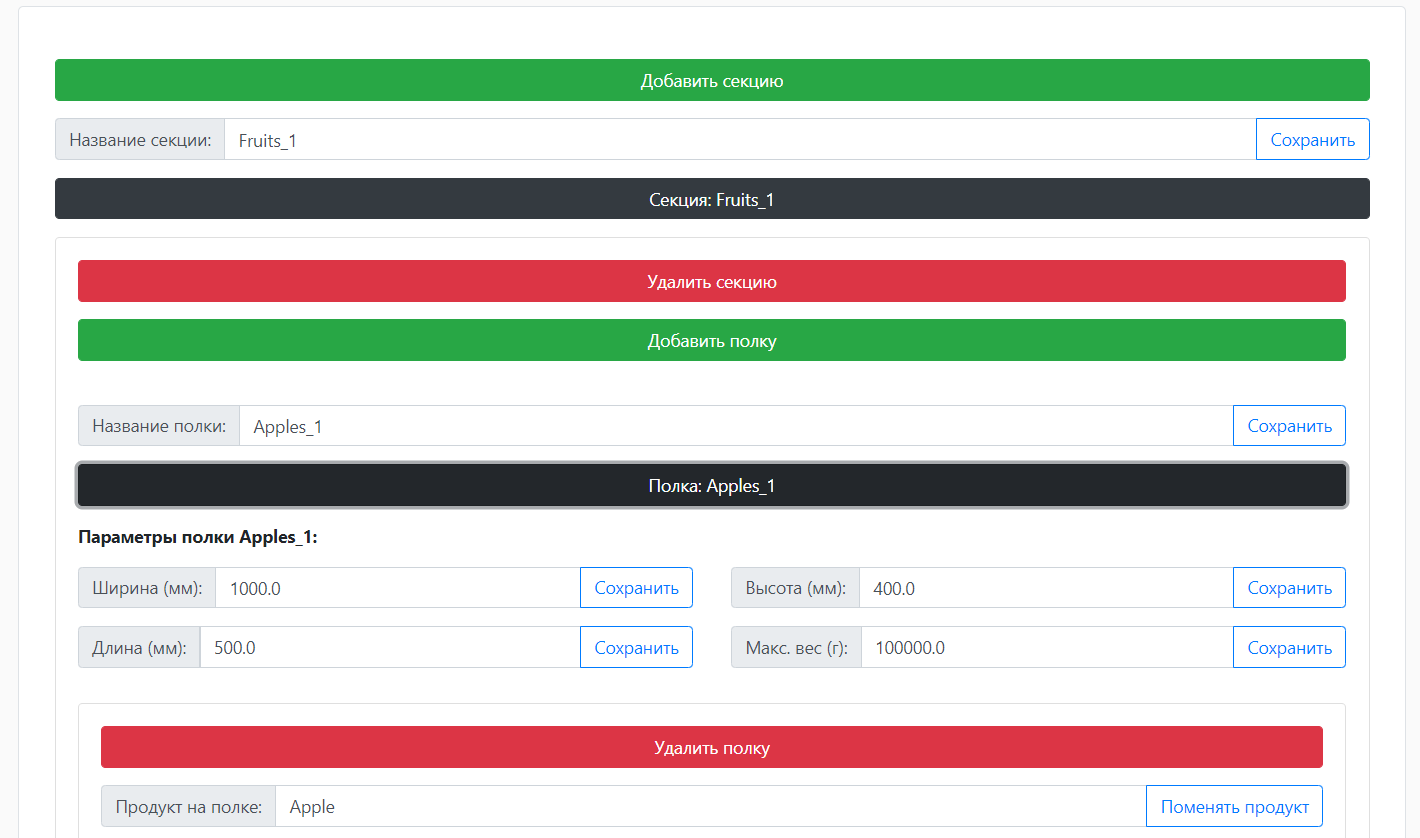 Добавить секцию
Название секции: Fruits_1 Сохранить
Секция: Fruits_1
Удалить секцию
Добавить полку
Название полки: Apples_1 Сохранить
Полка: Apples_1
Параметры полки Apples_1:
Ширина (мм): 1000.0 Сохранить Высота (мм): 400.0 Сохранить
Длина (мм): 500.0 Сохранить Макс. вес (г): 100000.0 Сохранить
Удалить полку
Продукт на полке: Apple Поменять продукт